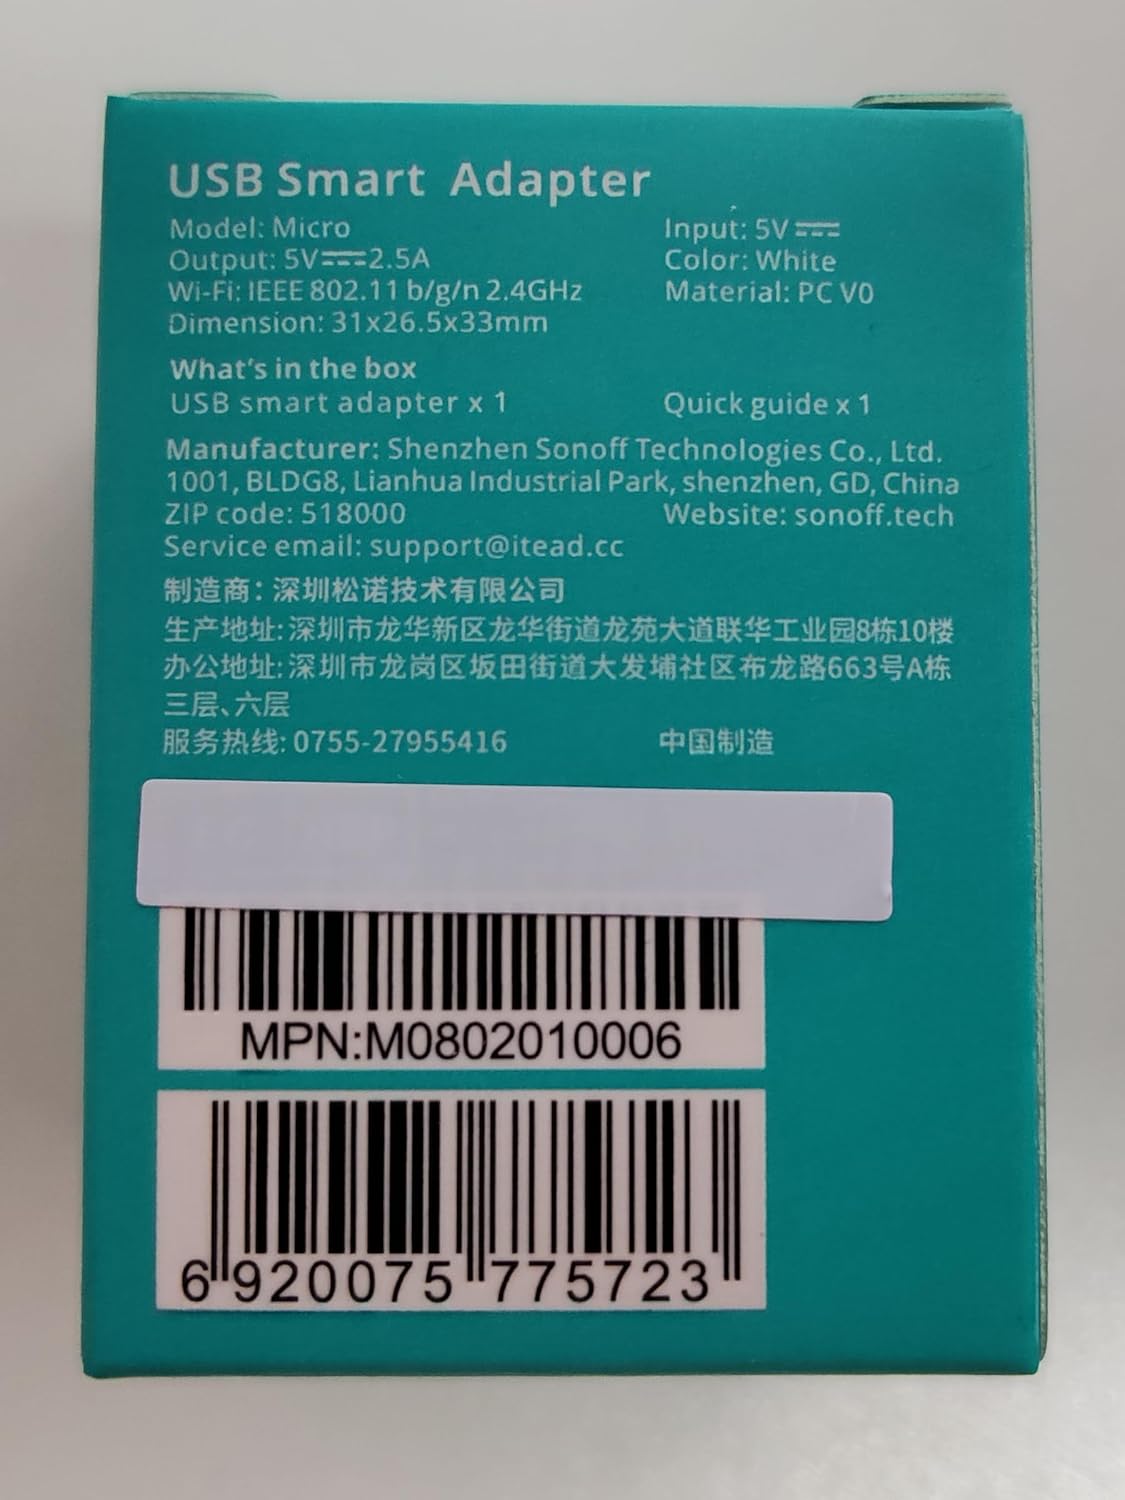 USB Smart Adapter
Model: Micro Input: 5V⎓
Output: 5V⎓2.5A Color: White
Wi-Fi: IEEE 802.11 b/g/n 2.4GHz Material: PC V0
Dimension: 31x26.5x33mm
What's in the box
USB smart adapter x 1 Quick guide x 1
Manufacturer: Shenzhen Sonoff Technologies Co., Ltd.
1001, BLDG8, Lianhua Industrial Park, shenzhen, GD, China
ZIP code: 518000 Website: sonoff.tech
Service email: support@itead.cc
制造商：深圳松诺技术有限公司
生产地址: 深圳市龙华新区龙华街道龙苑大道联华工业园8栋10楼
办公地址: 深圳市龙岗区坂田街道大发埔社区布龙路663号A栋
三层、六层
服务热线: 0755-27955416 中国制造
MPN:M0802010006
6 920075 775723